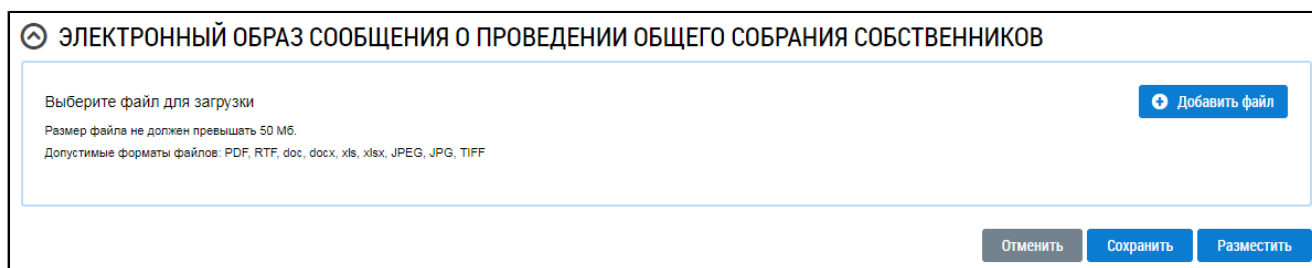 ЭЛЕКТРОННЫЙ ОБРАЗ СООБЩЕНИЯ О ПРОВЕДЕНИИ ОБЩЕГО СОБРАНИЯ СОБСТВЕННИКОВ
Выберите файл для загрузки
Добавить файл
Размер файла не должен превышать 50 Мб.
Допустимые форматы файлов: PDF, RTF, doc, docx, xls, xlsx, JPEG, JPG, TIFF
Отменить
Сохранить
Разместить